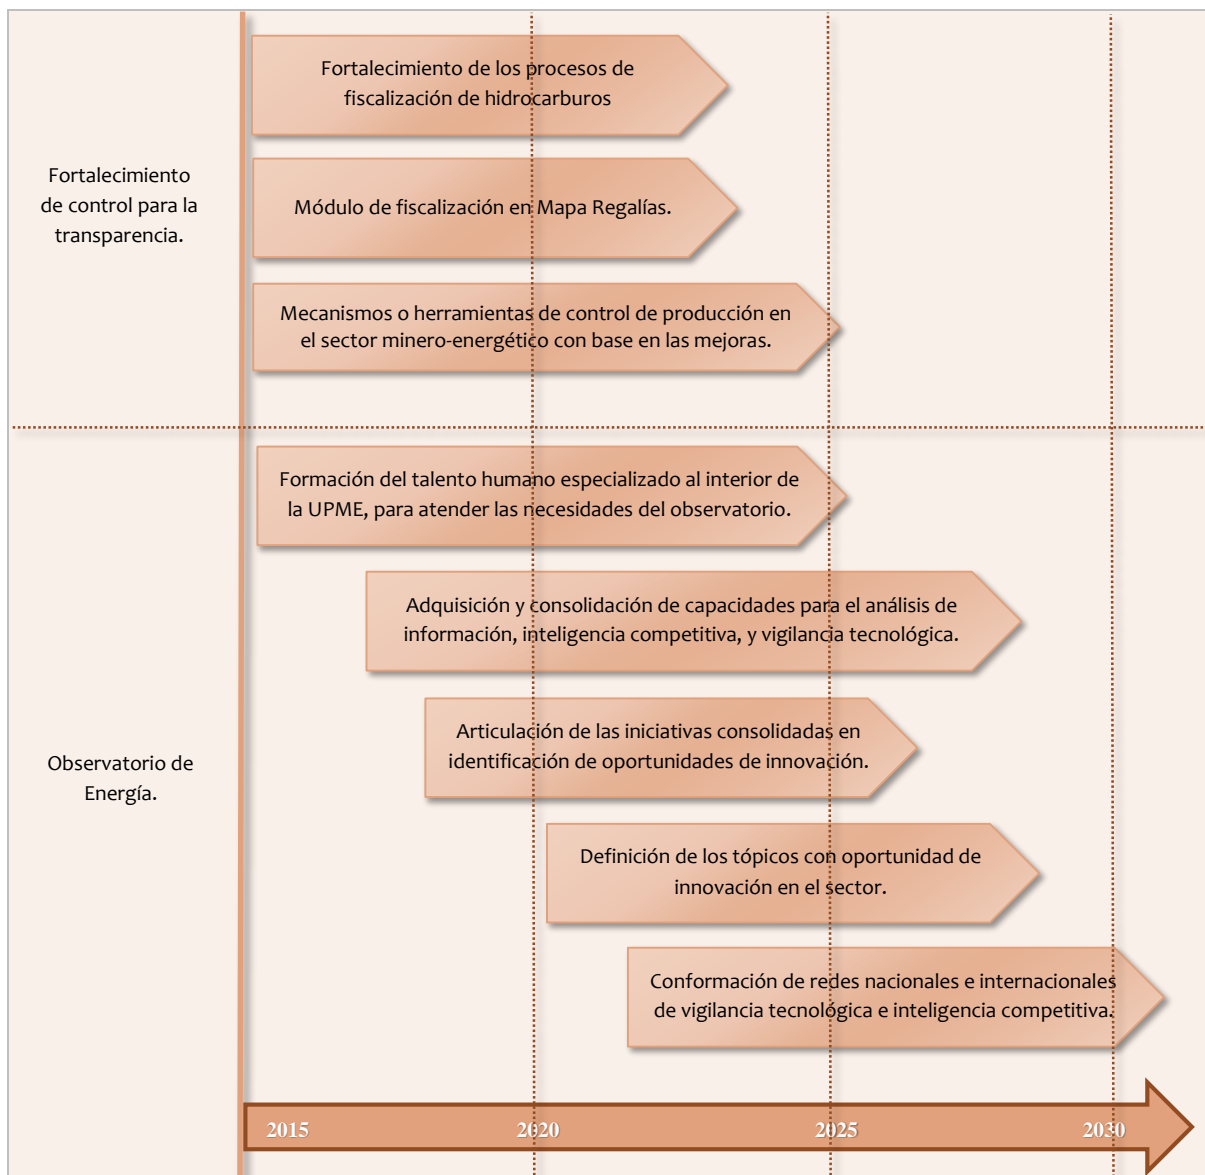 Fortalecimiento
de control para la
transparencia.
Fortalecimiento de los procesos de
fiscalización de hidrocarburos
Módulo de fiscalización en Mapa Regalías.
Mecanismos o herramientas de control de producción en
el sector minero-energético con base en las mejoras.
Observatorio de
Energía.
Formación del talento humano especializado al interior de
la UPME, para atender las necesidades del observatorio.
Adquisición y consolidación de capacidades para el análisis de
información, inteligencia competitiva, y vigilancia tecnológica.
Articulación de las iniciativas consolidadas en
identificación de oportunidades de innovación.
Definición de los tópicos con oportunidad de
innovación en el sector.
Conformación de redes nacionales e internacionales
de vigilancia tecnológica e inteligencia competitiva.
2015 2020 2025 2030